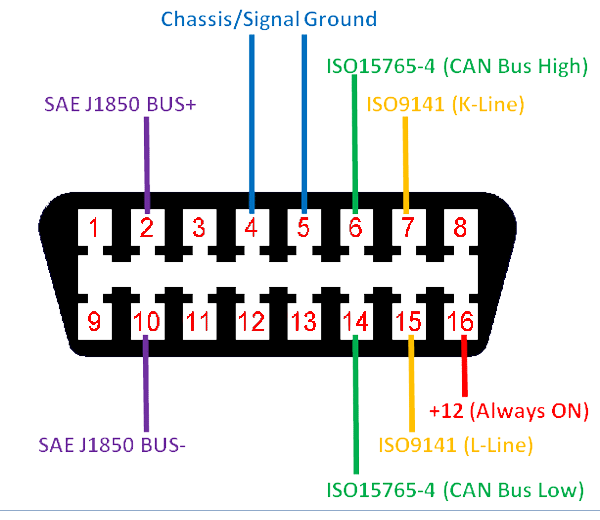 Chassis/Signal Ground
ISO15765-4 (CAN Bus High)
SAE J1850 BUS+
ISO9141 (K-Line)
1 2 3 4 5 6 7 8
9 10 11 12 13 14 15 16
+12 (Always ON)
SAE J1850 BUS-
ISO9141 (L-Line)
ISO15765-4 (CAN Bus Low)